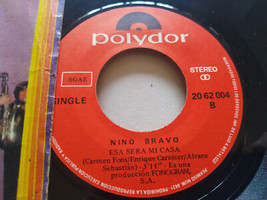 polydor
STEREO
SGAE
SINGLE
20 62 004
B
NINO BRAVO
ESA SERA MI CASA
(Carmen Fons/Enrique Carnicer/Alvaro
Sebastián) - 3'11" - Es una
producción FONOGRAM,
S.A.